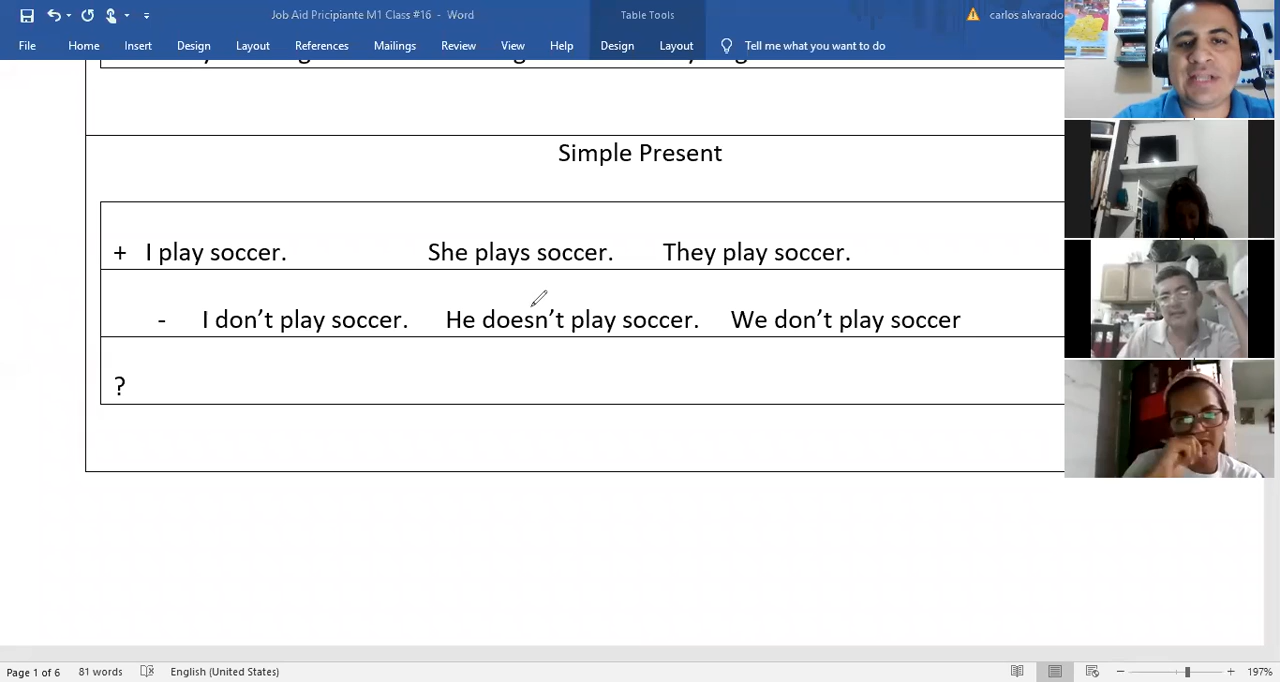 Job Aid Pricipiante M1 Class #16 - Word
Table Tools
carlos alvarado
File Home Insert Design Layout References Mailings Review View Help Design Layout Tell me what you want to do
Simple Present
+ I play soccer. She plays soccer. They play soccer.
- I don’t play soccer. He doesn’t play soccer. We don’t play soccer
?
Page 1 of 6 81 words English (United States) 197%